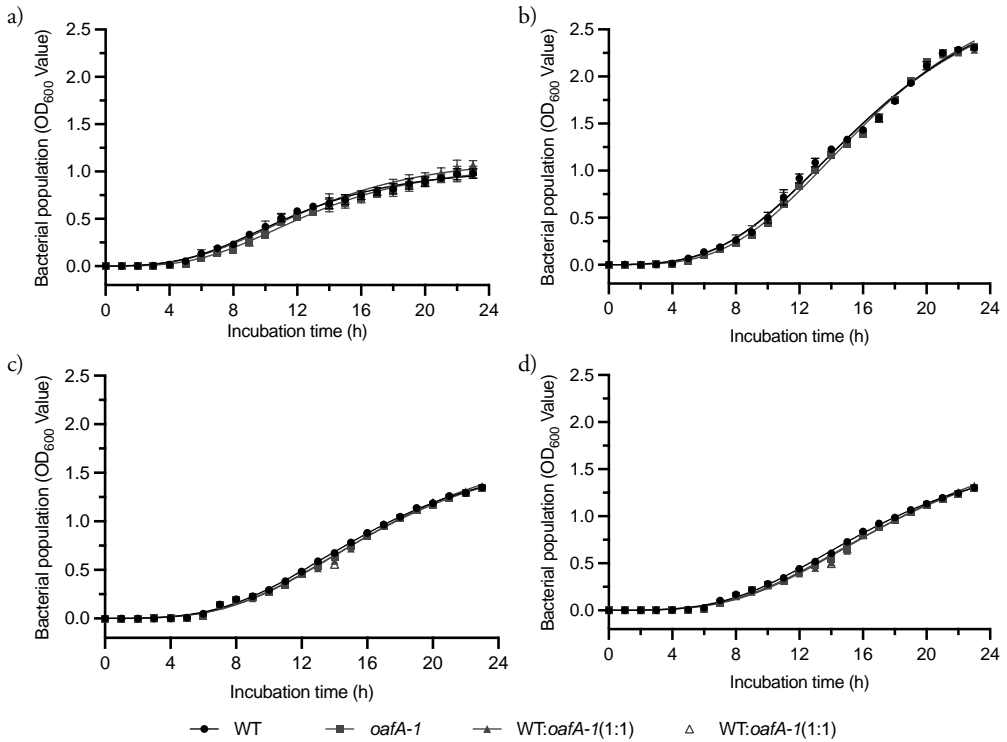 a)
Bacterial population (OD600 Value)
2.5
2.0
1.5
1.0
0.5
0.0
0 4 8 12 16 20 24
Incubation time (h)
b)
Bacterial population (OD600 Value)
2.5
2.0
1.5
1.0
0.5
0.0
0 4 8 12 16 20 24
Incubation time (h)
c)
Bacterial population (OD600 Value)
2.5
2.0
1.5
1.0
0.5
0.0
0 4 8 12 16 20 24
Incubation time (h)
d)
Bacterial population (OD600 Value)
2.5
2.0
1.5
1.0
0.5
0.0
0 4 8 12 16 20 24
Incubation time (h)
WT oafA-1 WT:oafA-1(1:1) WT:oafA-1(1:1)